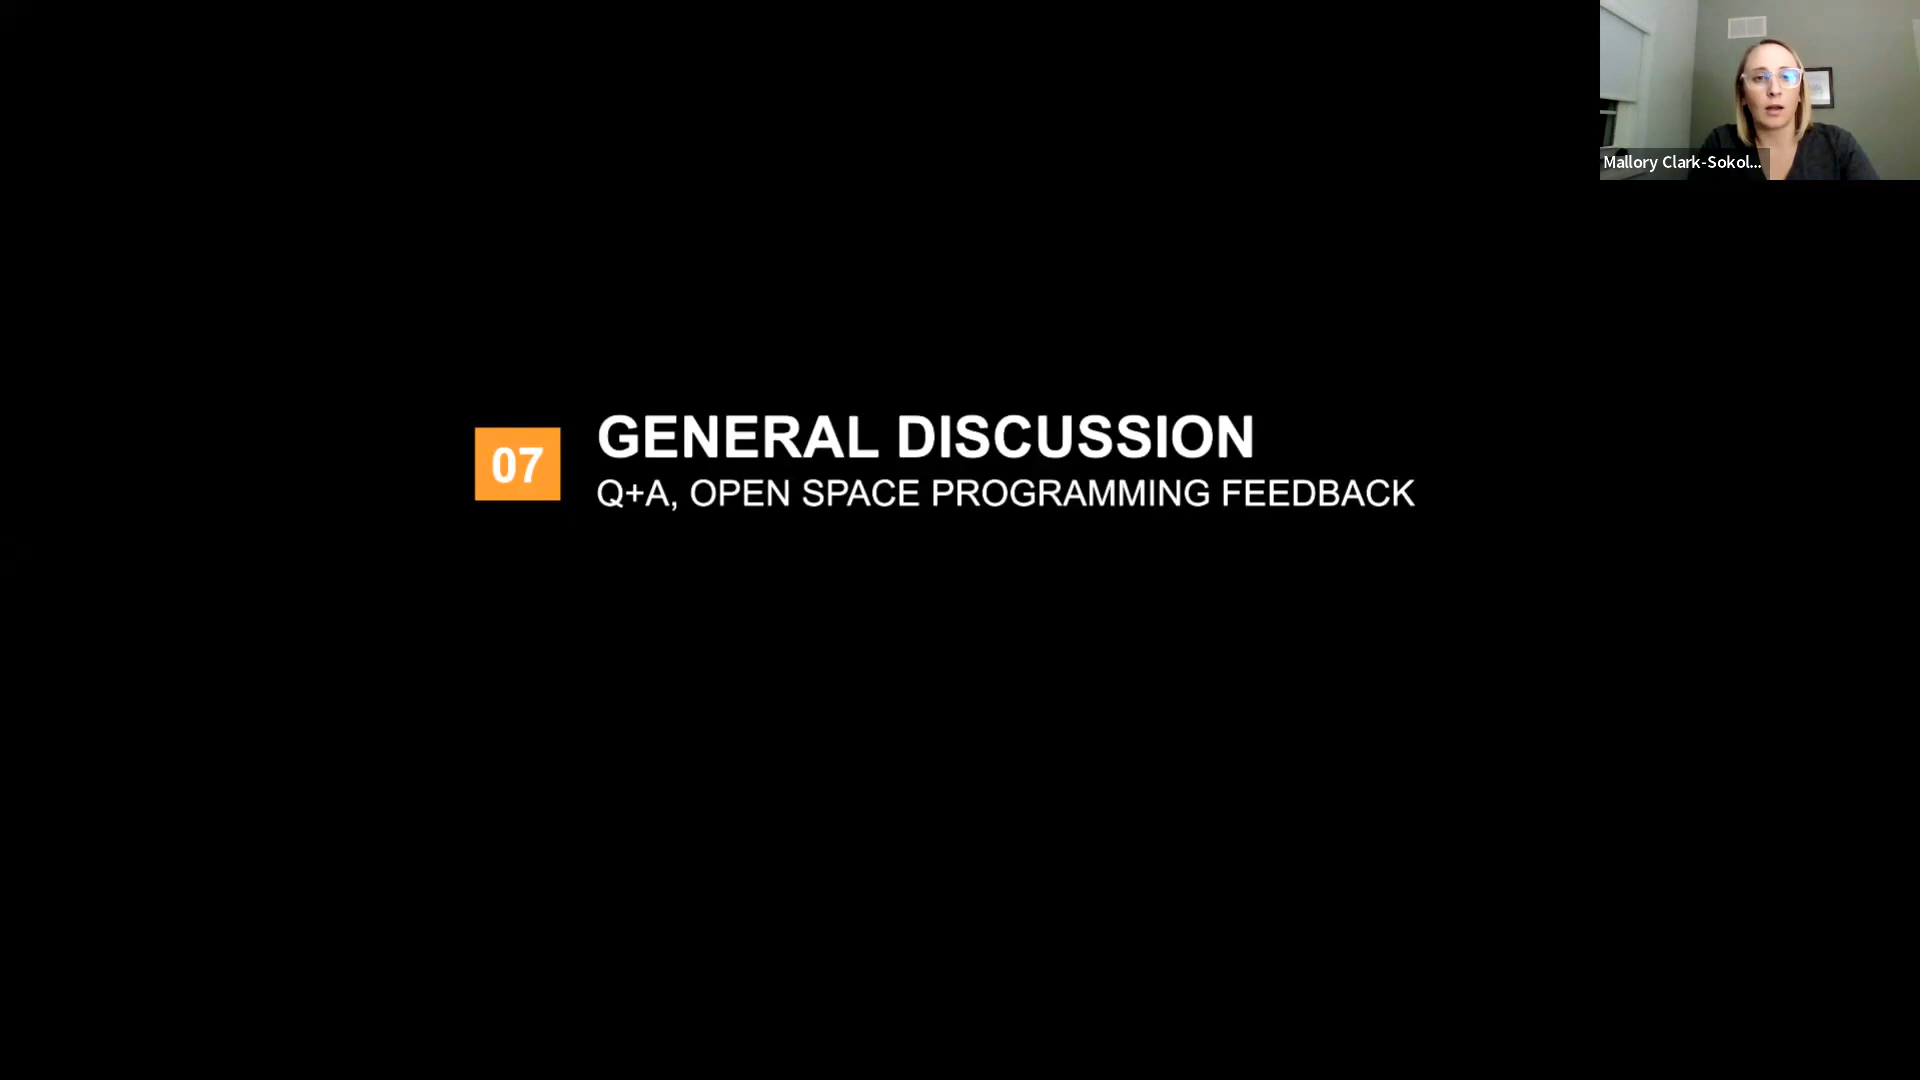 07
GENERAL DISCUSSION
Q+A, OPEN SPACE PROGRAMMING FEEDBACK
Mallory Clark-Sokol...